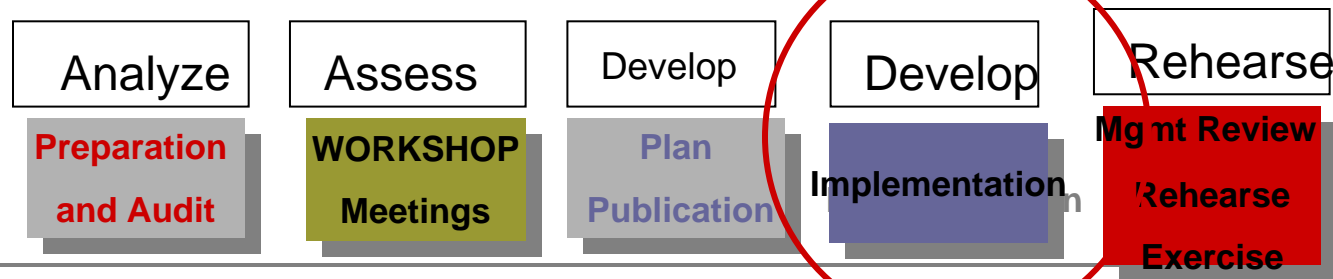 Analyze
Assess
Develop
Develop
Rehearse
Preparation
and Audit
WORKSHOP
Meetings
Plan
Publication
Implementation
Mgmt Review
Rehearse
Exercise